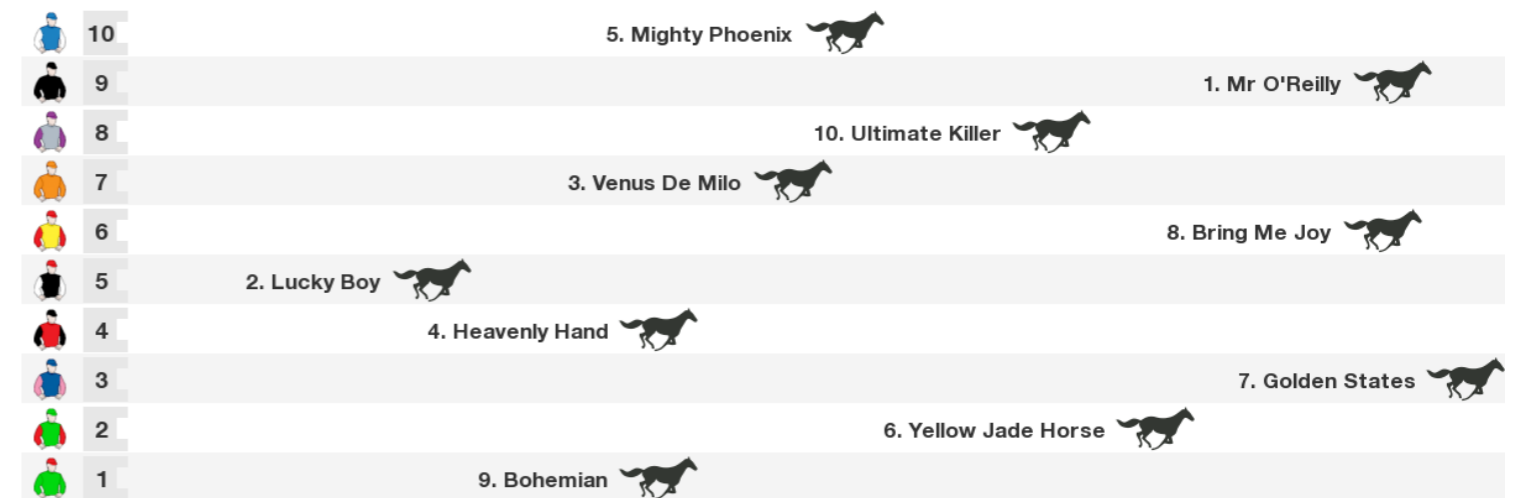 10 5. Mighty Phoenix
9 1. Mr O'Reilly
8 10. Ultimate Killer
7 3. Venus De Milo
6 8. Bring Me Joy
5 2. Lucky Boy
4 4. Heavenly Hand
3 7. Golden States
2 6. Yellow Jade Horse
1 9. Bohemian